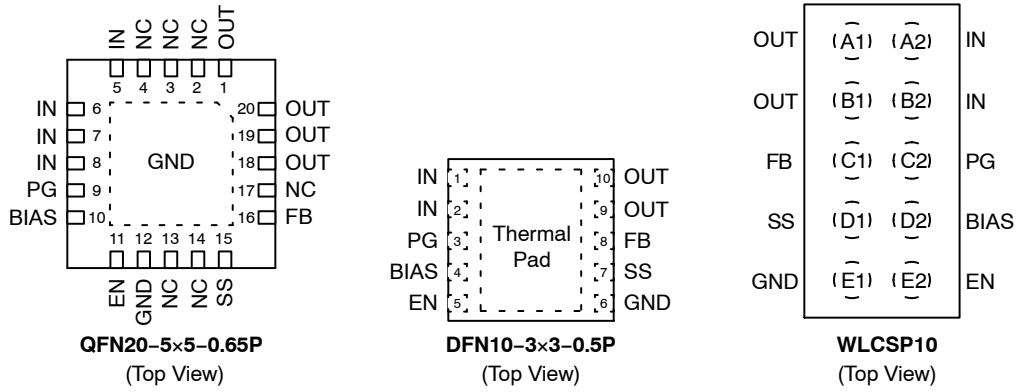 IN NC NC NC OUT
5 4 3 2 1
IN 6
IN 7
IN 8
PG 9
BIAS 10
GND
20 OUT
19 OUT
18 OUT
17 NC
16 FB
11 12 13 14 15
EN GND NC NC SS
QFN20−5×5−0.65P
(Top View)
IN 1
IN 2
PG 3
BIAS 4
EN 5
Thermal
Pad
10 OUT
9 OUT
8 FB
7 SS
6 GND
DFN10−3×3−0.5P
(Top View)
OUT A1 A2 IN
OUT B1 B2 IN
FB C1 C2 PG
SS D1 D2 BIAS
GND E1 E2 EN
WLCSP10
(Top View)